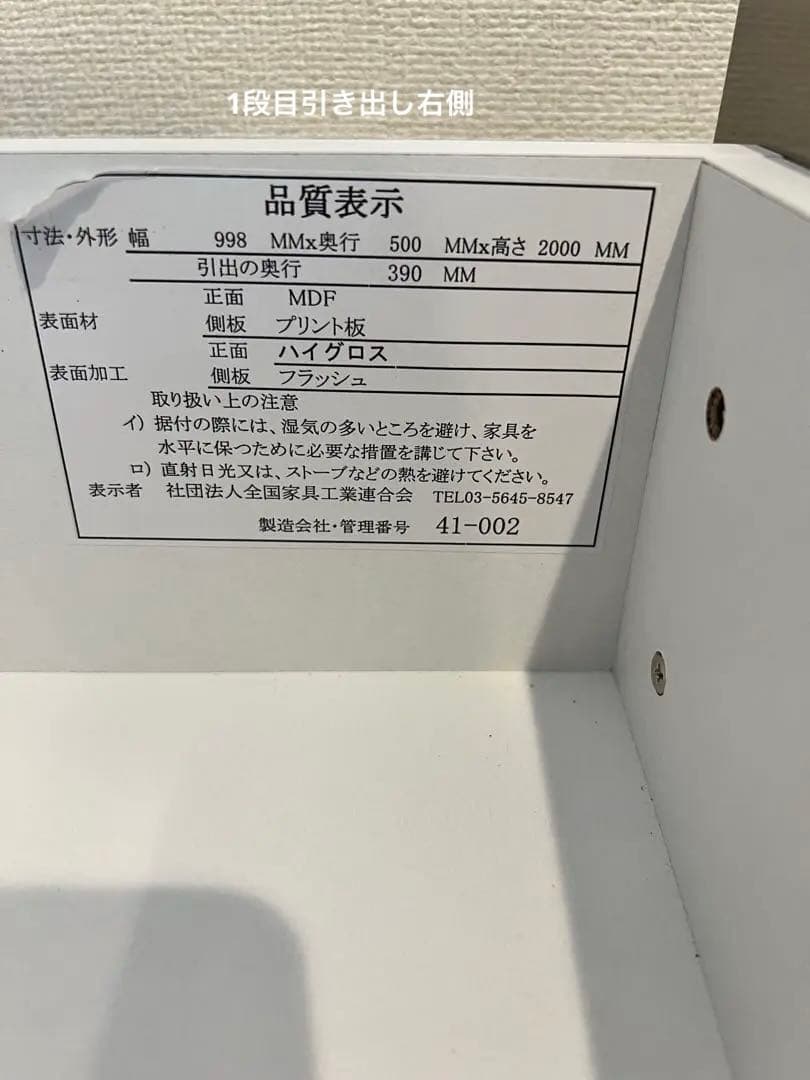 1段目引き出し右側
品質表示
寸法・外形 幅 998 MMx奥行 500 MMx高さ 2000 MM
引出の奥行 390 MM
正面 MDF
表面材 側板 プリント板
正面 ハイグロス
表面加工 側板 フラッシュ
取り扱い上の注意
イ) 据付の際には、湿気の多いところを避け、家具を
水平に保つために必要な措置を講じて下さい。
ロ) 直射日光又は、ストーブなどの熱を避けてください。
表示者 社団法人全国家具工業連合会 TEL03-5645-8547
製造会社・管理番号 41-002